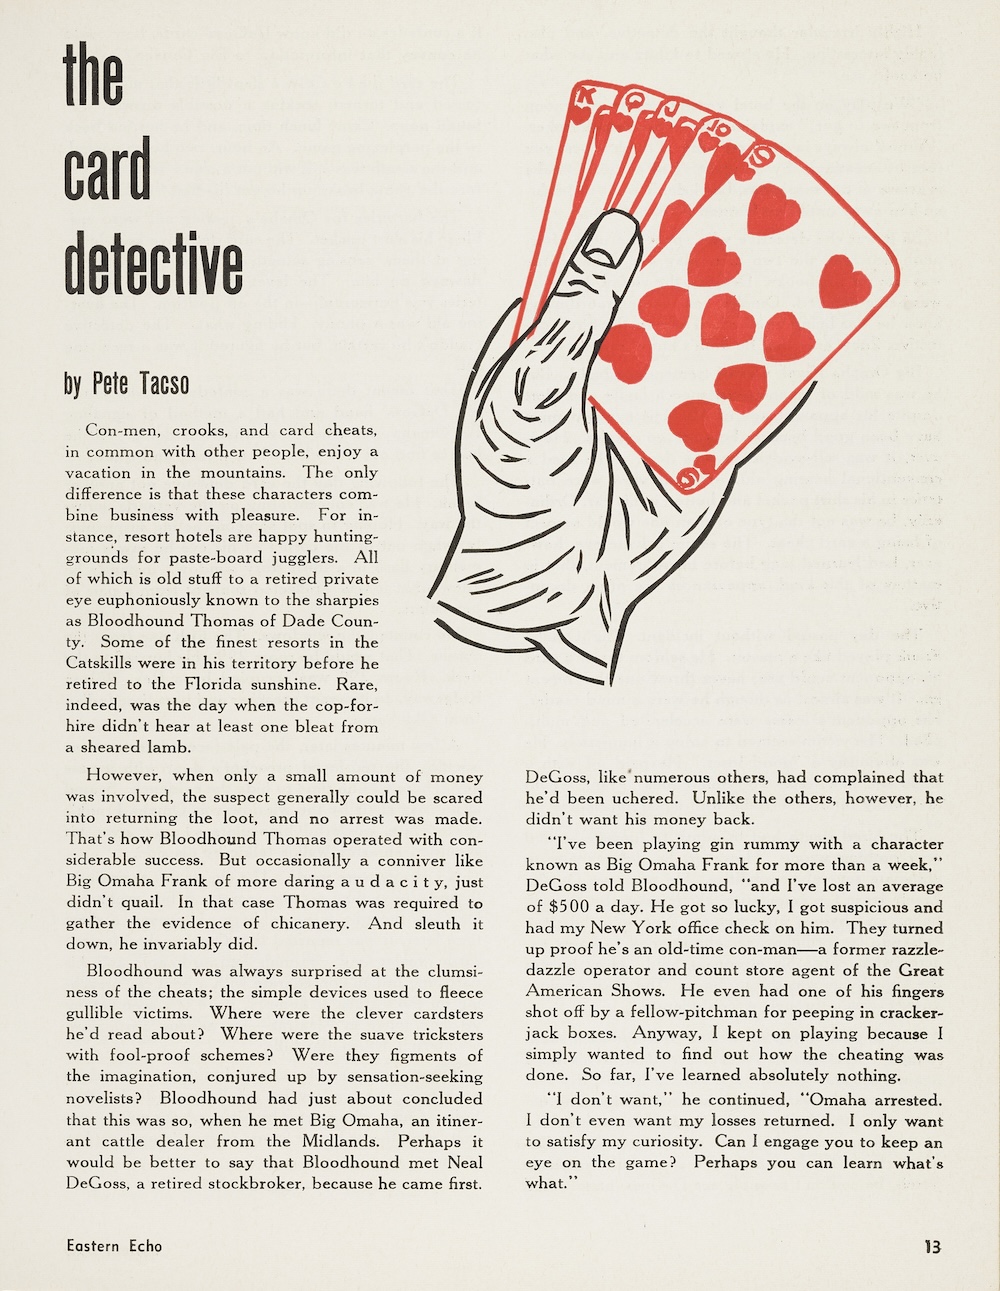 the
card
detective
by Pete Tacso
K
Q
J
10
9
9
Con-men, crooks, and card cheats,
in common with other people, enjoy a
vacation in the mountains. The only
difference is that these characters com-
bine business with pleasure. For in-
stance, resort hotels are happy hunting-
grounds for paste-board jugglers. All
of which is old stuff to a retired private
eye euphoniously known to the sharpies
as Bloodhound Thomas of Dade Coun-
ty. Some of the finest resorts in the
Catskills were in his territory before he
retired to the Florida sunshine. Rare,
indeed, was the day when the cop-for-
hire didn't hear at least one bleat from
a sheared lamb.
However, when only a small amount of money
was involved, the suspect generally could be scared
into returning the loot, and no arrest was made.
That's how Bloodhound Thomas operated with con-
siderable success. But occasionally a conniver like
Big Omaha Frank of more daring a u d a c i t y, just
didn't quail. In that case Thomas was required to
gather the evidence of chicanery. And sleuth it
down, he invariably did.
Bloodhound was always surprised at the clumsi-
ness of the cheats; the simple devices used to fleece
gullible victims. Where were the clever cardsters
he'd read about? Where were the suave tricksters
with fool-proof schemes? Were they figments of
the imagination, conjured up by sensation-seeking
novelists? Bloodhound had just about concluded
that this was so, when he met Big Omaha, an itiner-
ant cattle dealer from the Midlands. Perhaps it
would be better to say that Bloodhound met Neal
DeGoss, a retired stockbroker, because he came first.
DeGoss, like numerous others, had complained that
he'd been uchered. Unlike the others, however, he
didn't want his money back.
"I've been playing gin rummy with a character
known as Big Omaha Frank for more than a week,"
DeGoss told Bloodhound, "and I've lost an average
of $500 a day. He got so lucky, I got suspicious and
had my New York office check on him. They turned
up proof he's an old-time con-man—a former razzle-
dazzle operator and count store agent of the Great
American Shows. He even had one of his fingers
shot off by a fellow-pitchman for peeping in cracker-
jack boxes. Anyway, I kept on playing because I
simply wanted to find out how the cheating was
done. So far, I've learned absolutely nothing.
"I don't want," he continued, "Omaha arrested.
I don't even want my losses returned. I only want
to satisfy my curiosity. Can I engage you to keep an
eye on the game? Perhaps you can learn what's
what."
Eastern Echo
13